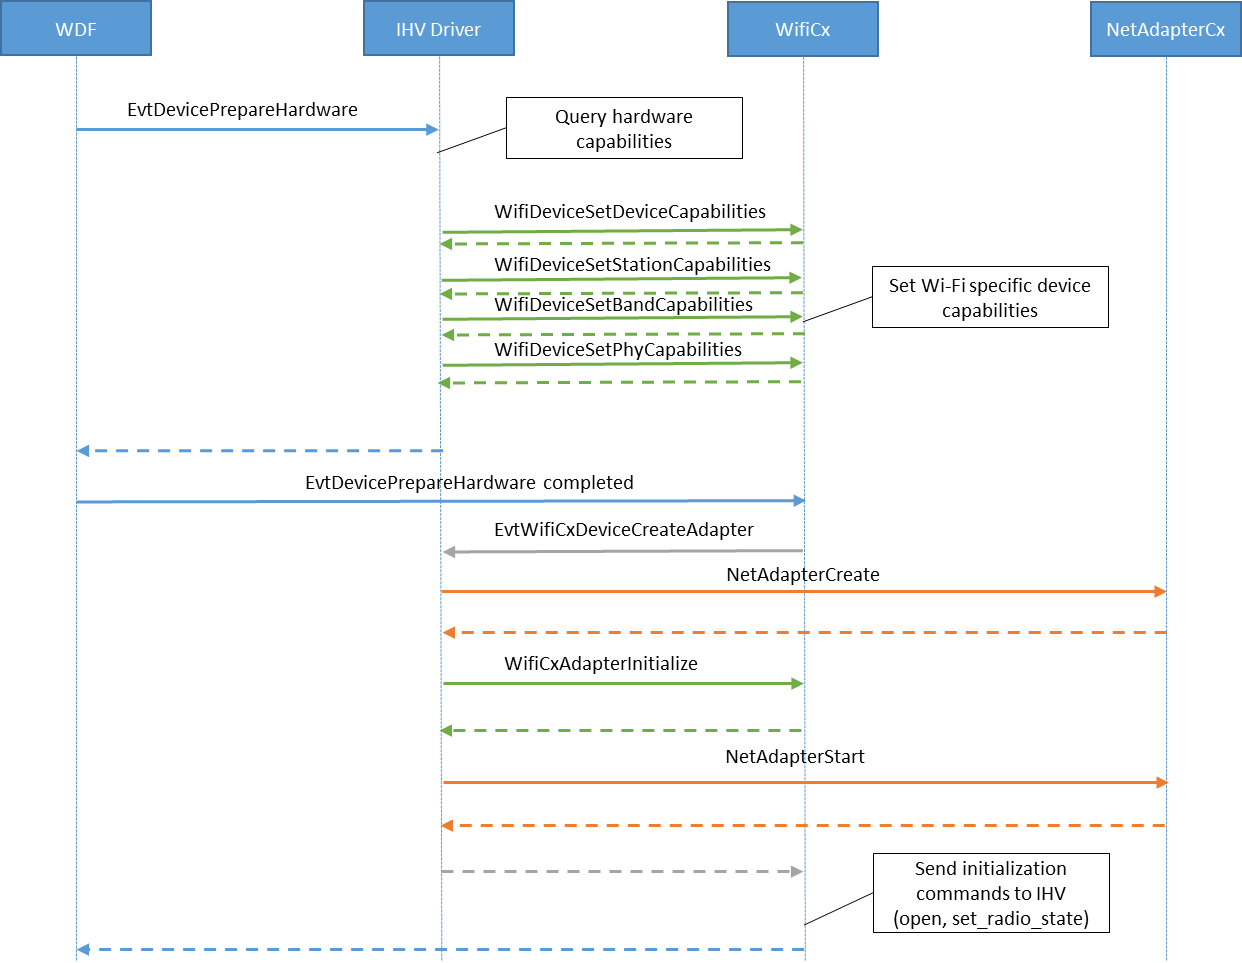 WDF
IHV Driver
WifiCx
NetAdapterCx
EvtDevicePrepareHardware
Query hardware
capabilities
WifiDeviceSetDeviceCapabilities
WifiDeviceSetStationCapabilities
Set Wi-Fi specific device
capabilities
WifiDeviceSetBandCapabilities
WifiDeviceSetPhyCapabilities
EvtDevicePrepareHardware completed
EvtWifiCxDeviceCreateAdapter
NetAdapterCreate
WifiCxAdapterInitialize
NetAdapterStart
Send initialization
commands to IHV
(open, set_radio_state)